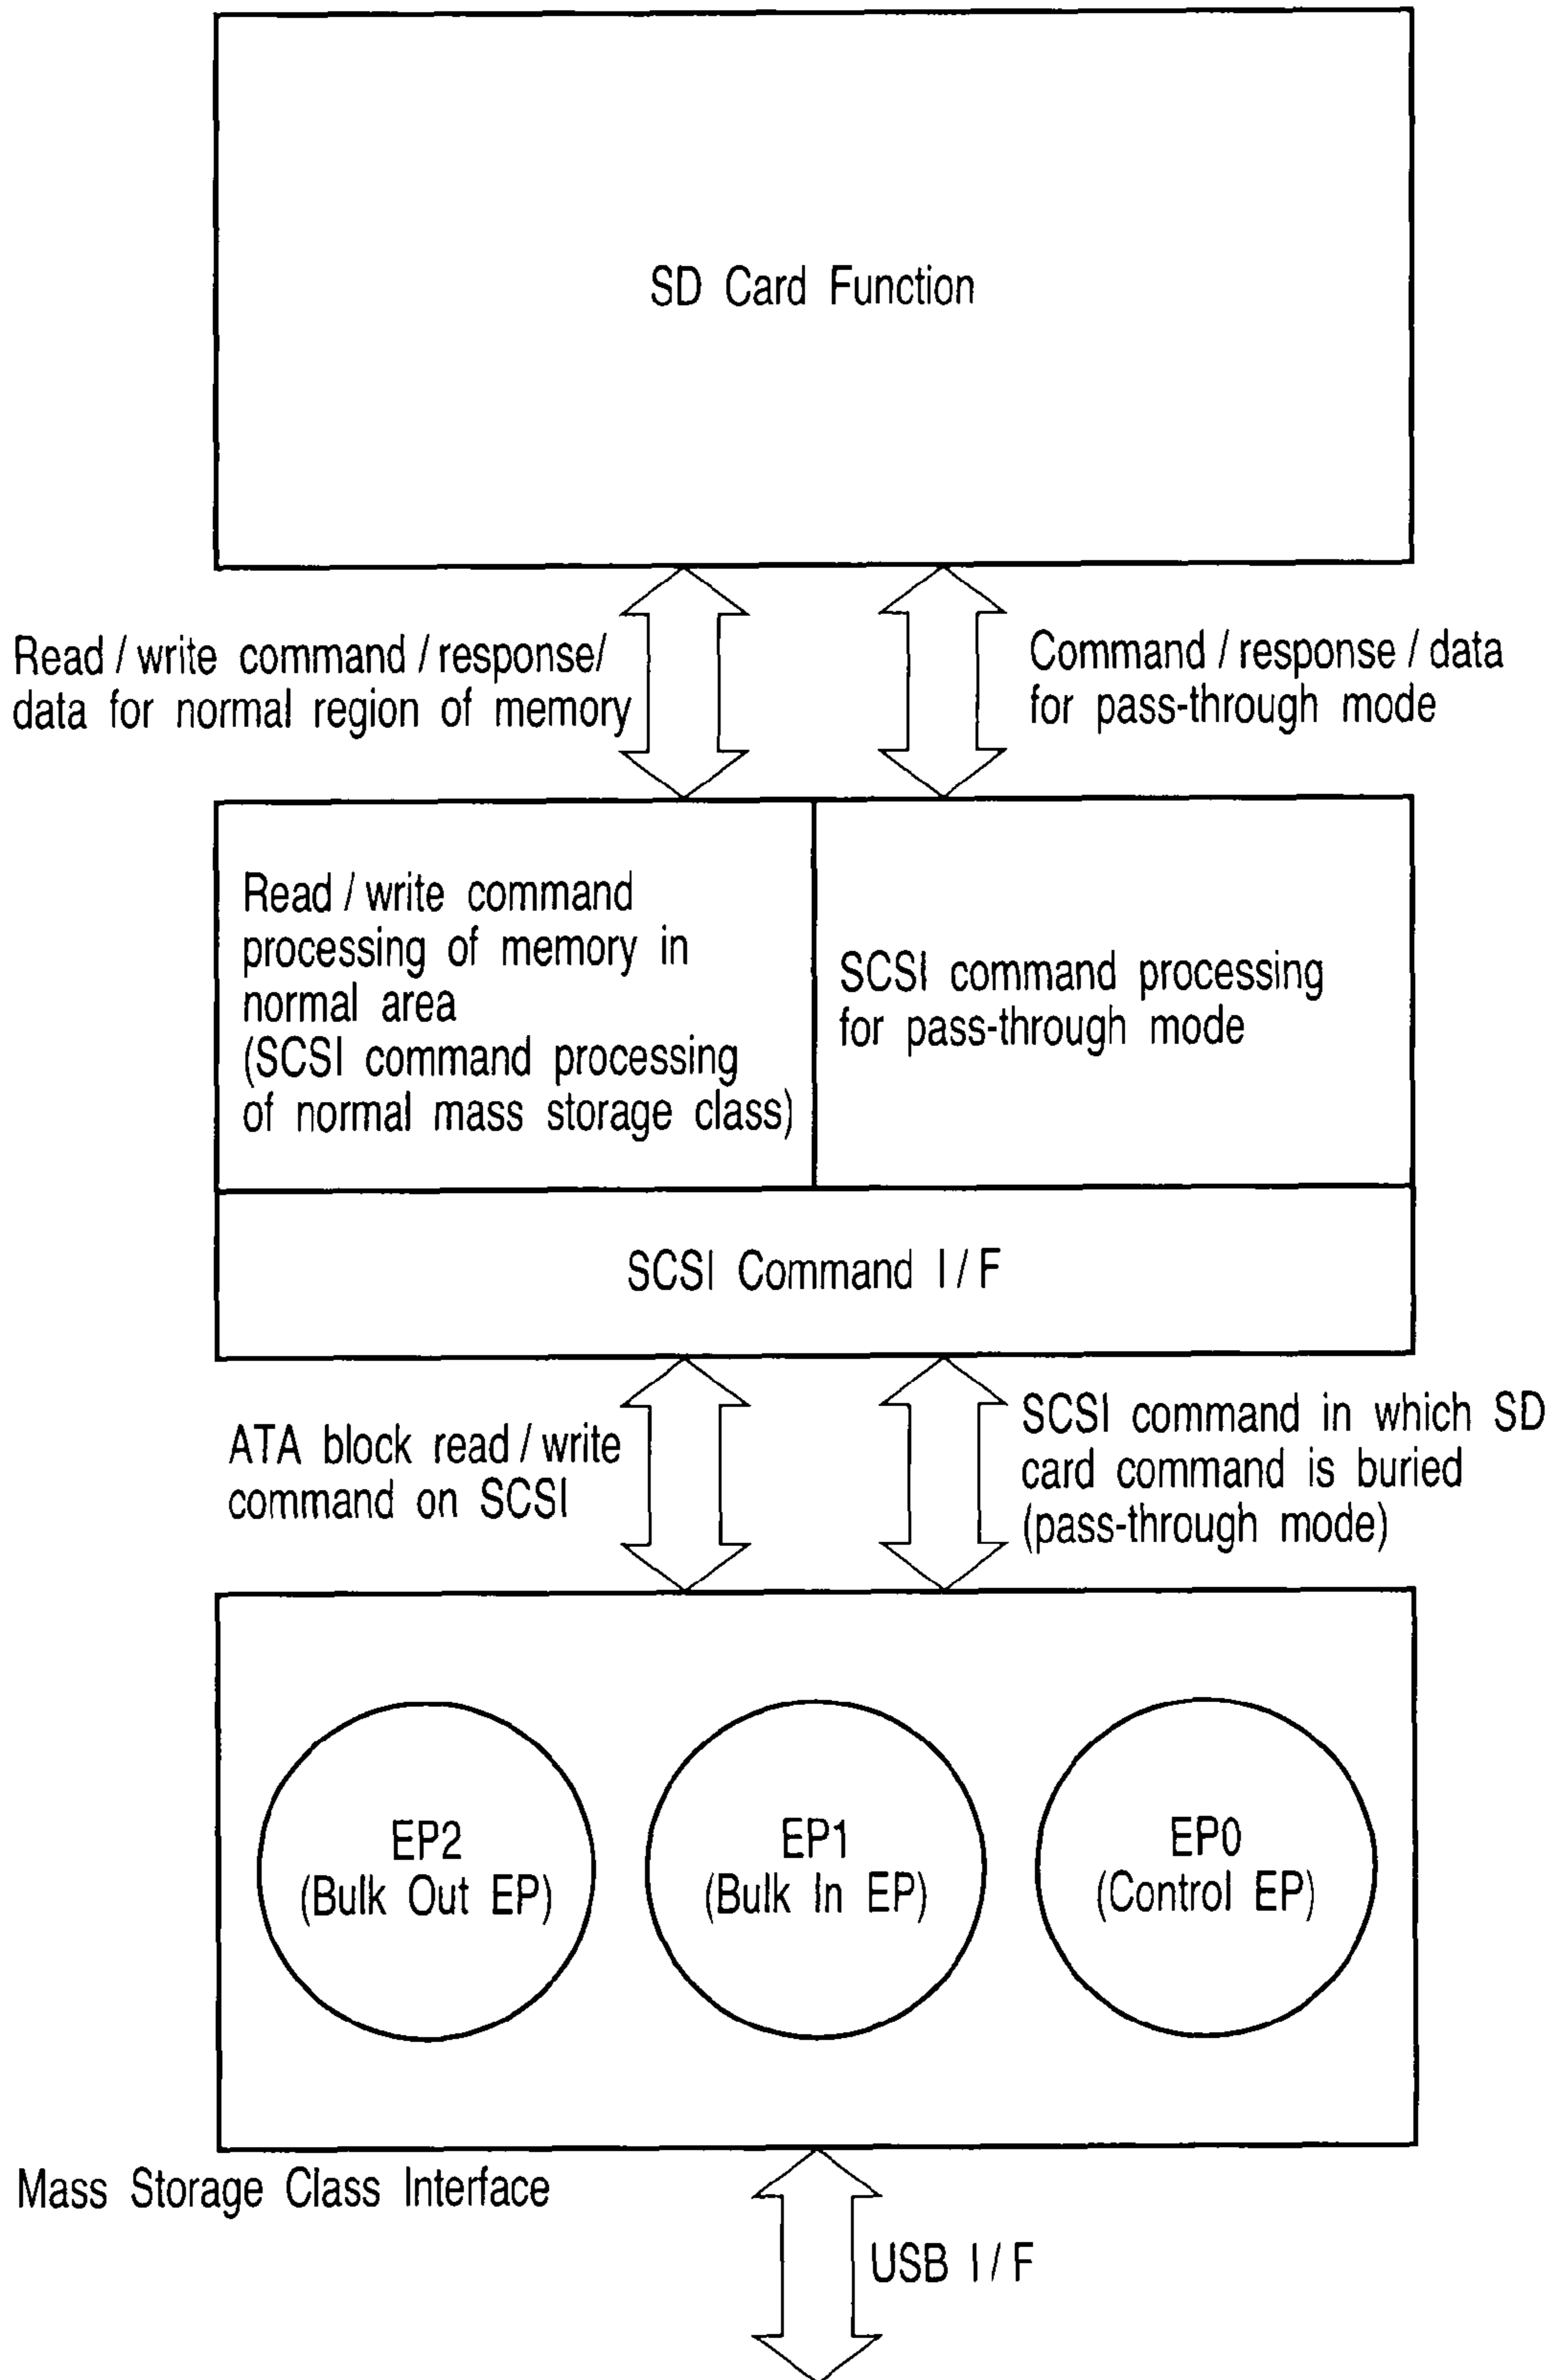 SD Card Function
Read / write command / response/
data for normal region of memory
Command / response / data
for pass-through mode
Read / write command
processing of memory in
normal area
(SCSI command processing
of normal mass storage class)
SCSI command processing
for pass-through mode
SCSI Command I / F
ATA block read / write
command on SCSI
SCSI command in which SD
card command is buried
(pass-through mode)
EP2
(Bulk Out EP)
EP1
(Bulk In EP)
EP0
(Control EP)
Mass Storage Class Interface
USB I / F